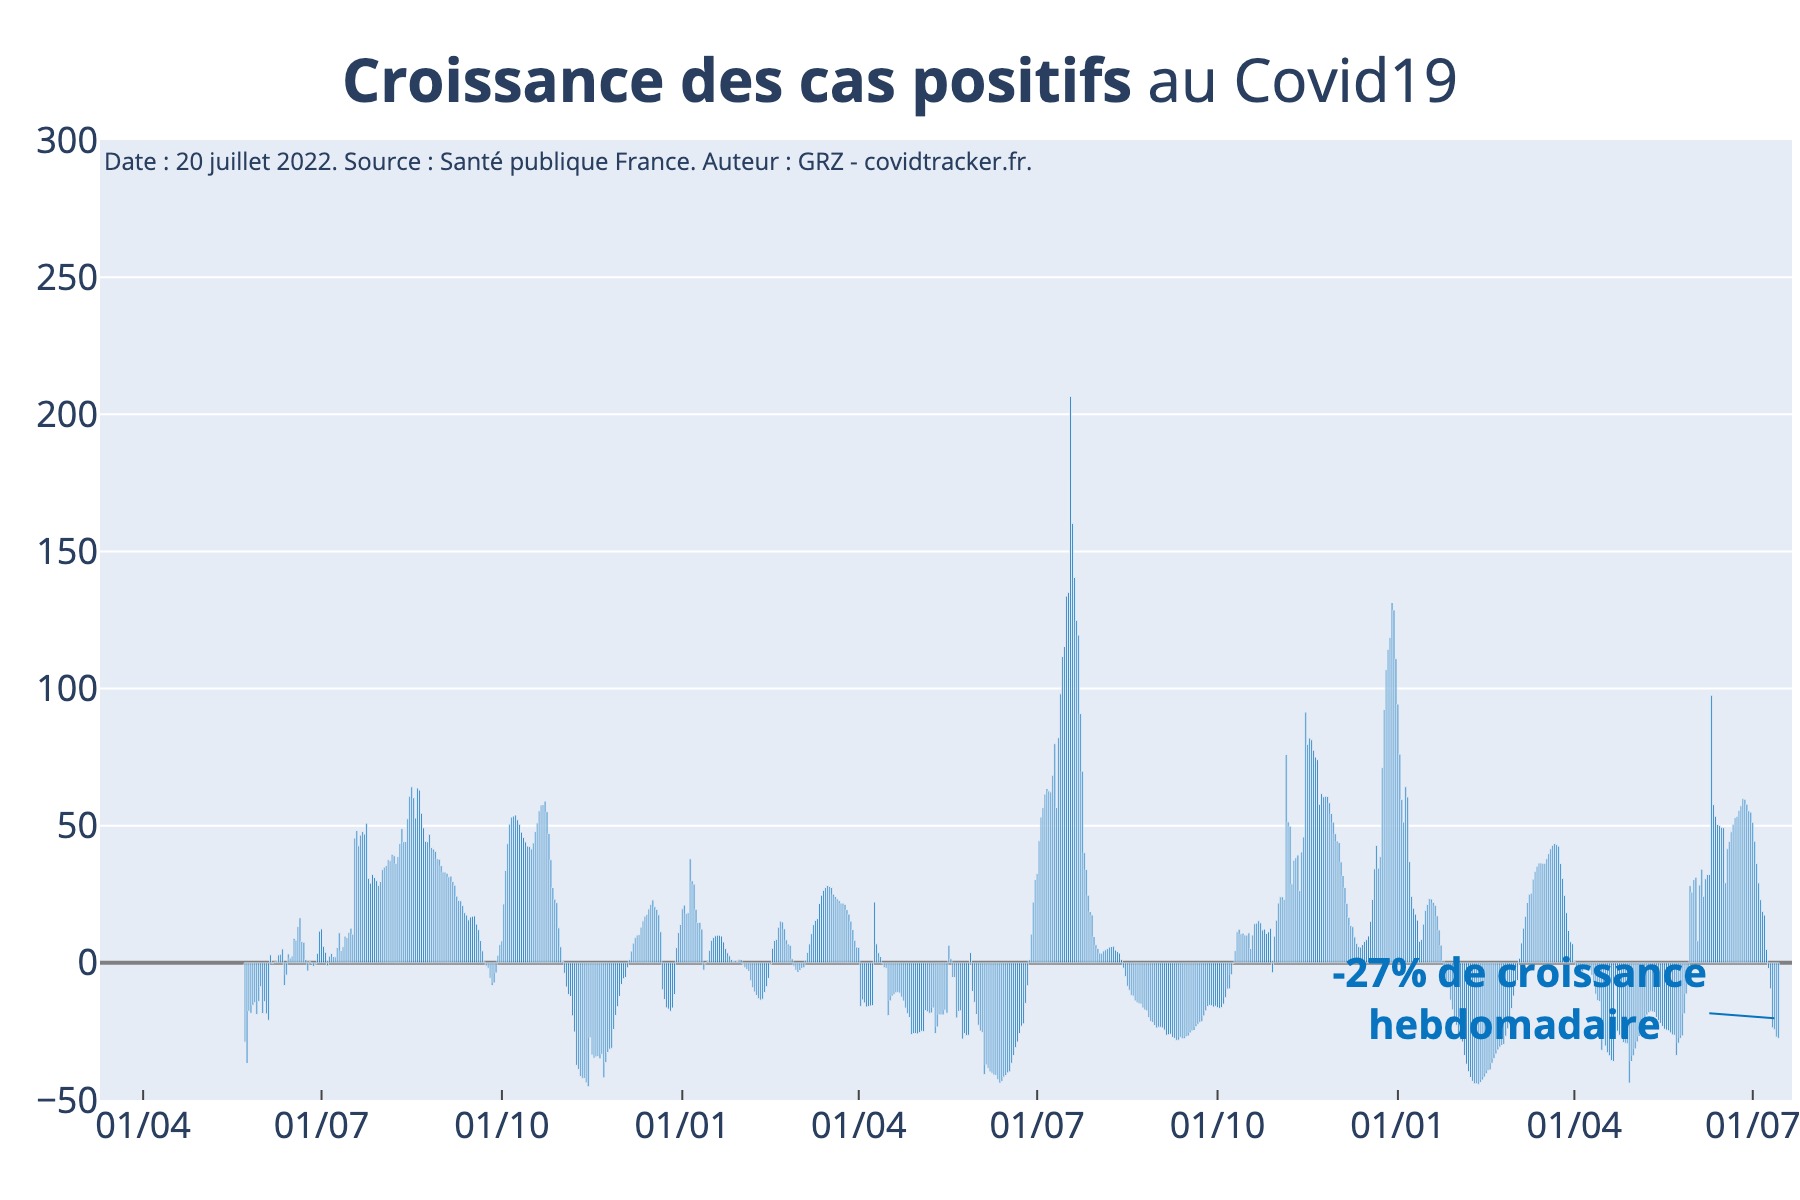 Croissance des cas positifs au Covid19
Date : 20 juillet 2022. Source : Santé publique France. Auteur : GRZ - covidtracker.fr.
300
250
200
150
100
50
0
−50
-27% de croissance
hebdomadaire
01/04 01/07 01/10 01/01 01/04 01/07 01/10 01/01 01/04 01/07